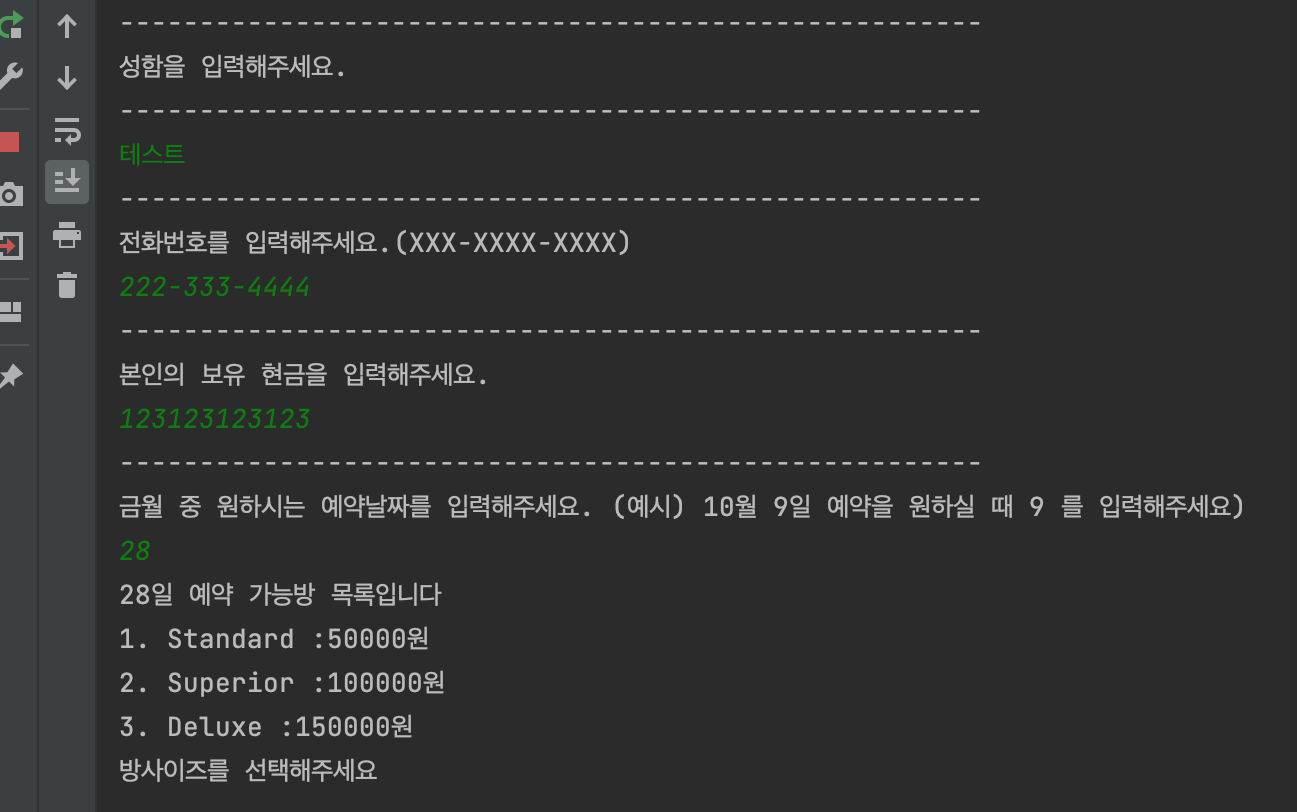 ------------------------------------------------------
성함을 입력해주세요.
------------------------------------------------------
테스트
------------------------------------------------------
전화번호를 입력해주세요.(XXX-XXXX-XXXX)
222-333-4444
------------------------------------------------------
본인의 보유 현금을 입력해주세요.
123123123123
------------------------------------------------------
금월 중 원하시는 예약날짜를 입력해주세요. (예시) 10월 9일 예약을 원하실 때 9 를 입력해주세요)
28
28일 예약 가능방 목록입니다
1. Standard :50000원
2. Superior :100000원
3. Deluxe :150000원
방사이즈를 선택해주세요